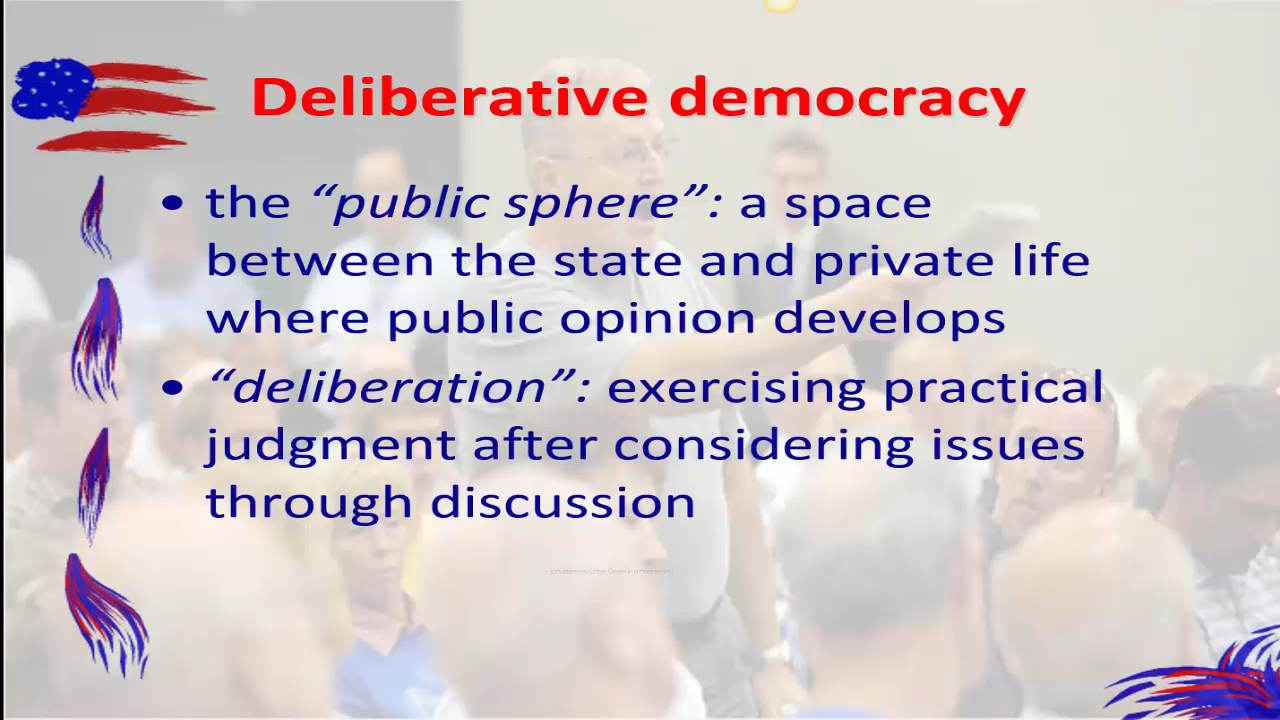 Deliberative democracy
• the “public sphere”: a space
between the state and private life
where public opinion develops
• “deliberation”: exercising practical
judgment after considering issues
through discussion